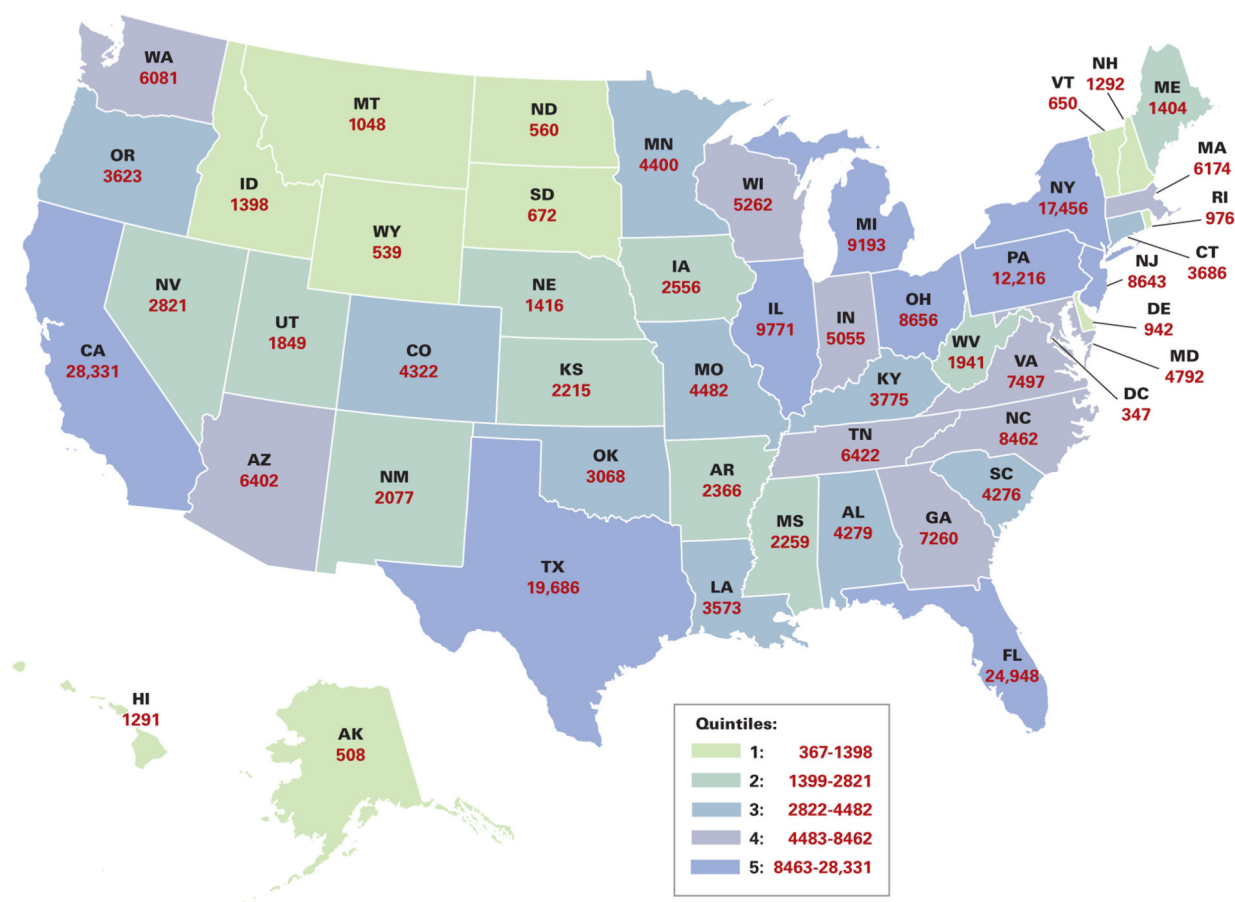 WA
6081
OR
3623
CA
28,331
NV
2821
ID
1398
MT
1048
WY
539
UT
1849
AZ
6402
CO
4322
NM
2077
ND
560
SD
672
NE
1416
KS
2215
OK
3068
TX
19,686
MN
4400
IA
2556
MO
4482
AR
2366
LA
3573
WI
5262
IL
9771
MI
9193
IN
5055
OH
8656
KY
3775
TN
6422
MS
2259
AL
4279
GA
7260
FL
24,948
SC
4276
NC
8462
VA
7497
WV
1941
PA
12,216
NY
17,456
VT
650
NH
1292
ME
1404
MA
6174
RI
976
CT
3686
NJ
8643
DE
942
MD
4792
DC
347
HI
1291
AK
508
Quintiles:
1: 367-1398
2: 1399-2821
3: 2822-4482
4: 4483-8462
5: 8463-28,331